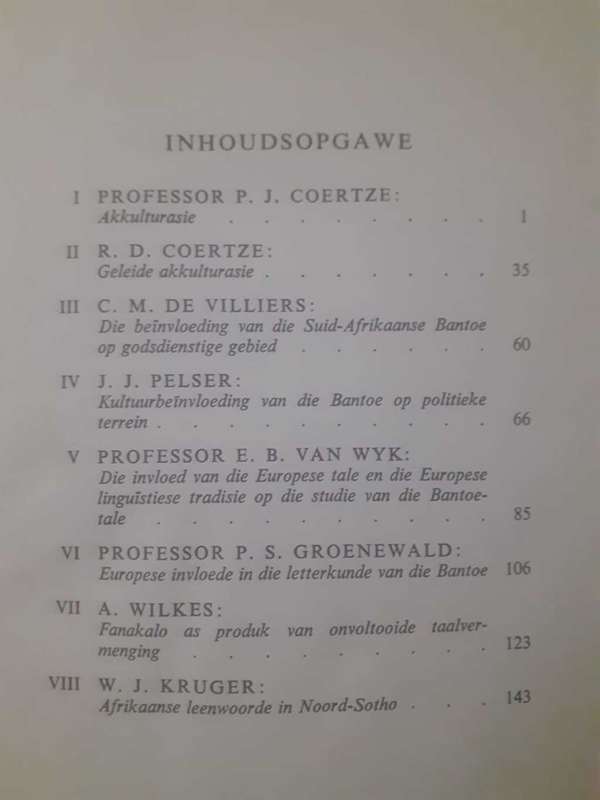 INHOUDSOPGAWE
I PROFESSOR P. J. COERTZE:
Akkulturasie . . . . . . . . 1
II R. D. COERTZE:
Geleide akkulturasie . . . . . . . 35
III C. M. DE VILLIERS:
Die beïnvloeding van die Suid-Afrikaanse Bantoe
op godsdienstige gebied . . . . . . 60
IV J. J. PELSER:
Kultuurbeïnvloeding van die Bantoe op politieke
terrein . . . . . . . . . . 66
V PROFESSOR E. B. VAN WYK:
Die invloed van die Europese tale en die Europese
linguïstiese tradisie op die studie van die Bantoe-
tale . . . . . . . . . . 85
VI PROFESSOR P. S. GROENEWALD:
Europese invloede in die letterkunde van die Bantoe 106
VII A. WILKES:
Fanakalo as produk van onvoltooide taalver-
menging . . . . . . . . . 123
VIII W. J. KRUGER:
Afrikaanse leenwoorde in Noord-Sotho . . . 143